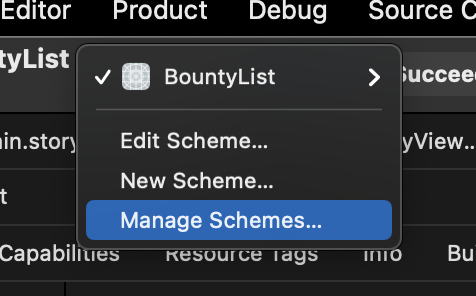 Editor Product Debug Source C
tyList
BountyList
Succee
Edit Scheme...
in.story
yView...
New Scheme...
t
Manage Schemes...
Capabilities Resource Tags Info Bu